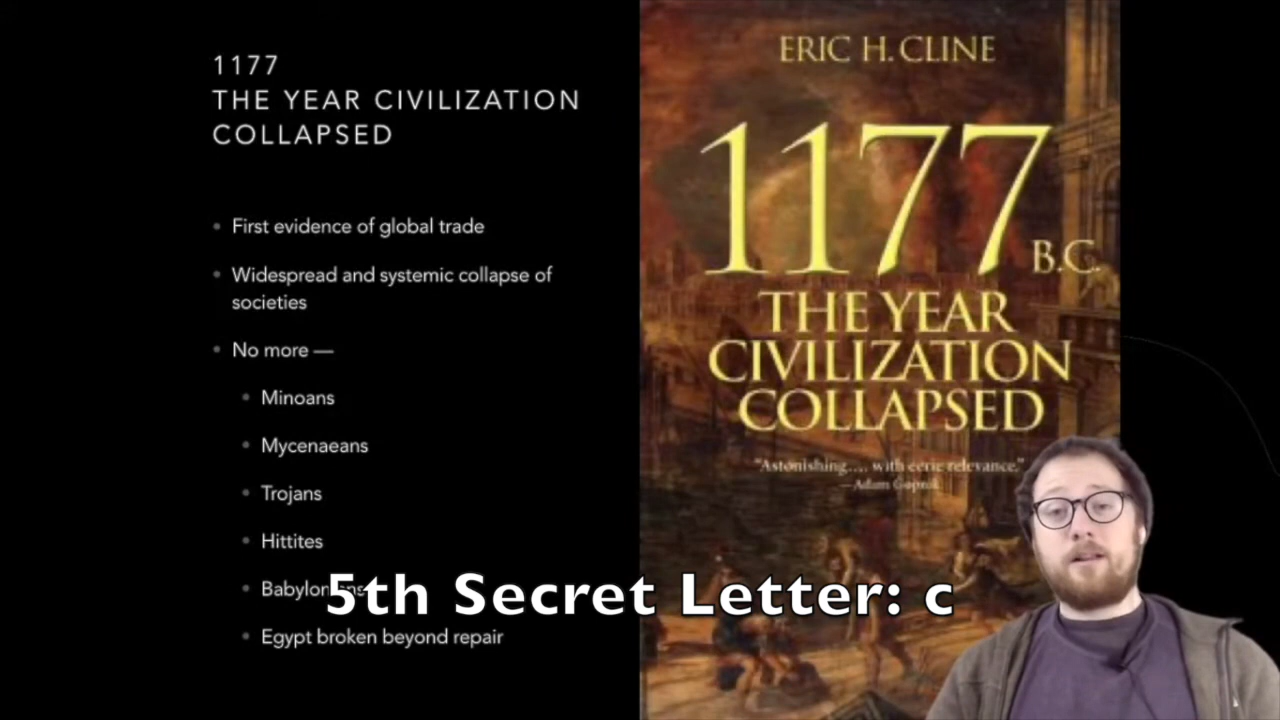 1177
THE YEAR CIVILIZATION
COLLAPSED
First evidence of global trade
Widespread and systemic collapse of
societies
No more —
Minoans
Mycenaeans
Trojans
Hittites
Egypt broken beyond repair
ERIC H. CLINE
1177
B.C.
THE YEAR
CIVILIZATION
COLLAPSED
"Astonishing.... with eerie relevance."
—Adam Gopnik
5th Secret Letter: c